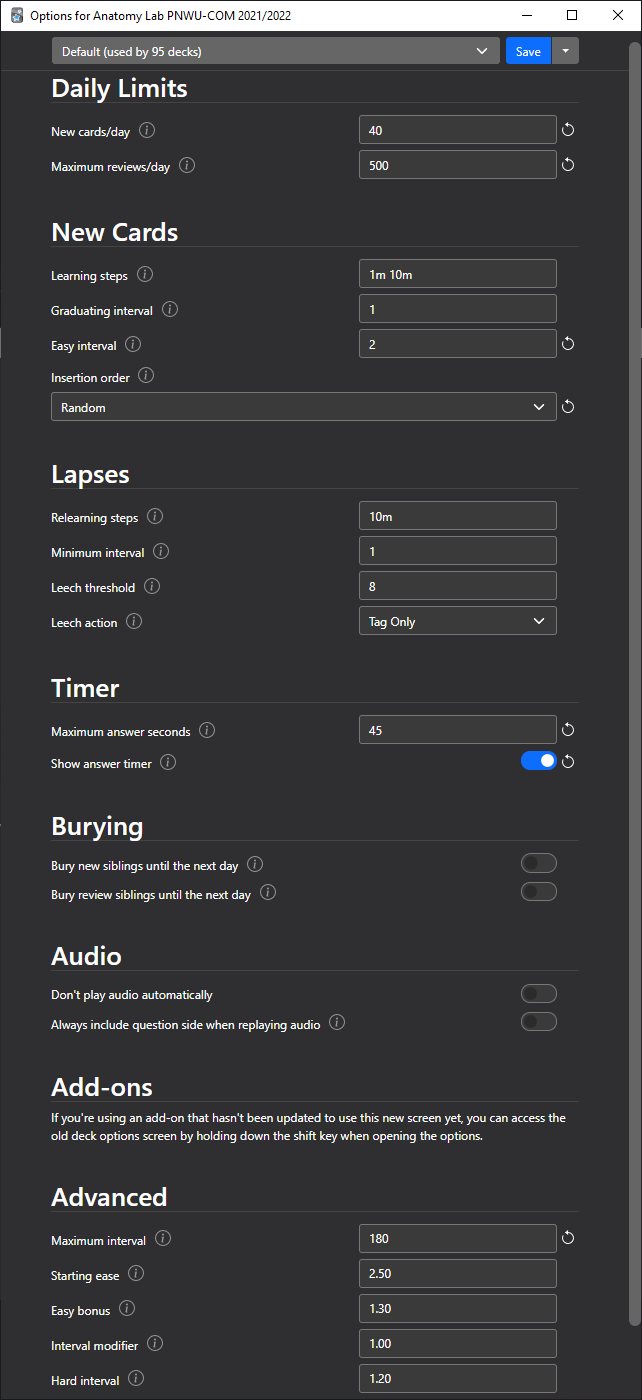 Options for Anatomy Lab PNWU-COM 2021/2022
Default (used by 95 decks)
Save
Daily Limits
New cards/day
40
Maximum reviews/day
500
New Cards
Learning steps
1m 10m
Graduating interval
1
Easy interval
2
Insertion order
Random
Lapses
Relearning steps
10m
Minimum interval
1
Leech threshold
8
Leech action
Tag Only
Timer
Maximum answer seconds
45
Show answer timer
Burying
Bury new siblings until the next day
Bury review siblings until the next day
Audio
Don't play audio automatically
Always include question side when replaying audio
Add-ons
If you're using an add-on that hasn't been updated to use this new screen yet, you can access the
old deck options screen by holding down the shift key when opening the options.
Advanced
Maximum interval
180
Starting ease
2.50
Easy bonus
1.30
Interval modifier
1.00
Hard interval
1.20